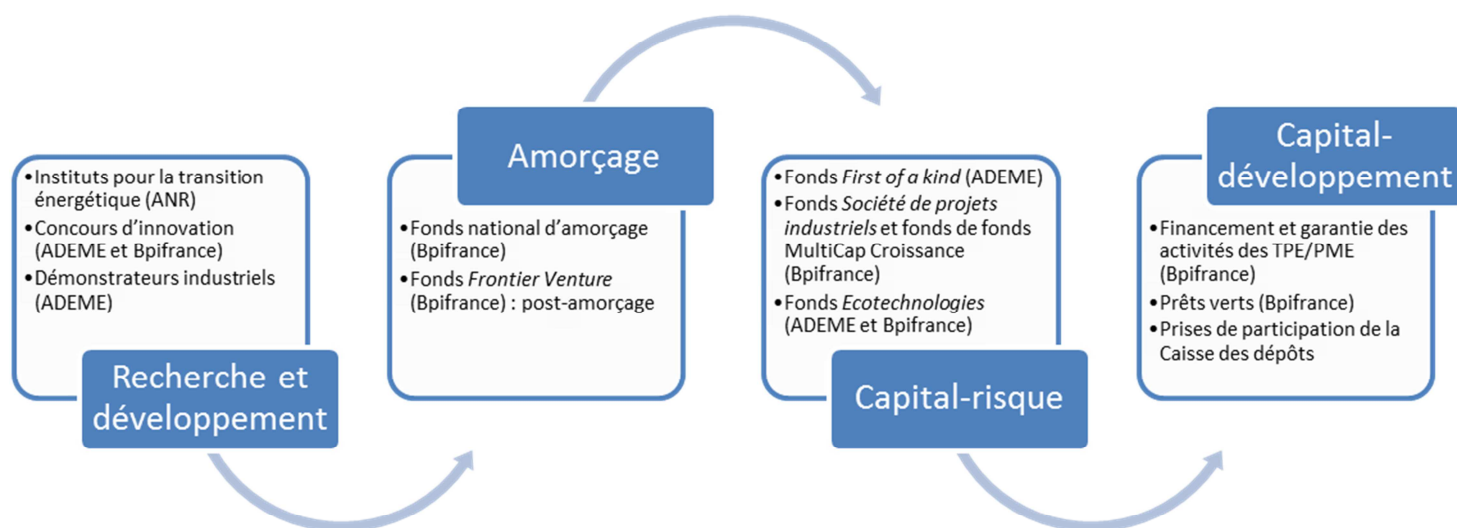 •Instituts pour la transition
énergétique (ANR)
•Concours d'innovation
(ADEME et Bpifrance)
•Démonstrateurs industriels
(ADEME)
Recherche et
développement
Amorçage
•Fonds national d'amorçage
(Bpifrance)
•Fonds Frontier Venture
(Bpifrance) : post-amorçage
•Fonds First of a kind (ADEME)
•Fonds Société de projets
industriels et fonds de fonds
MultiCap Croissance
(Bpifrance)
•Fonds Ecotechnologies
(ADEME et Bpifrance)
Capital-risque
Capital-
développement
•Financement et garantie des
activités des TPE/PME
(Bpifrance)
•Prêts verts (Bpifrance)
•Prises de participation de la
Caisse des dépôts